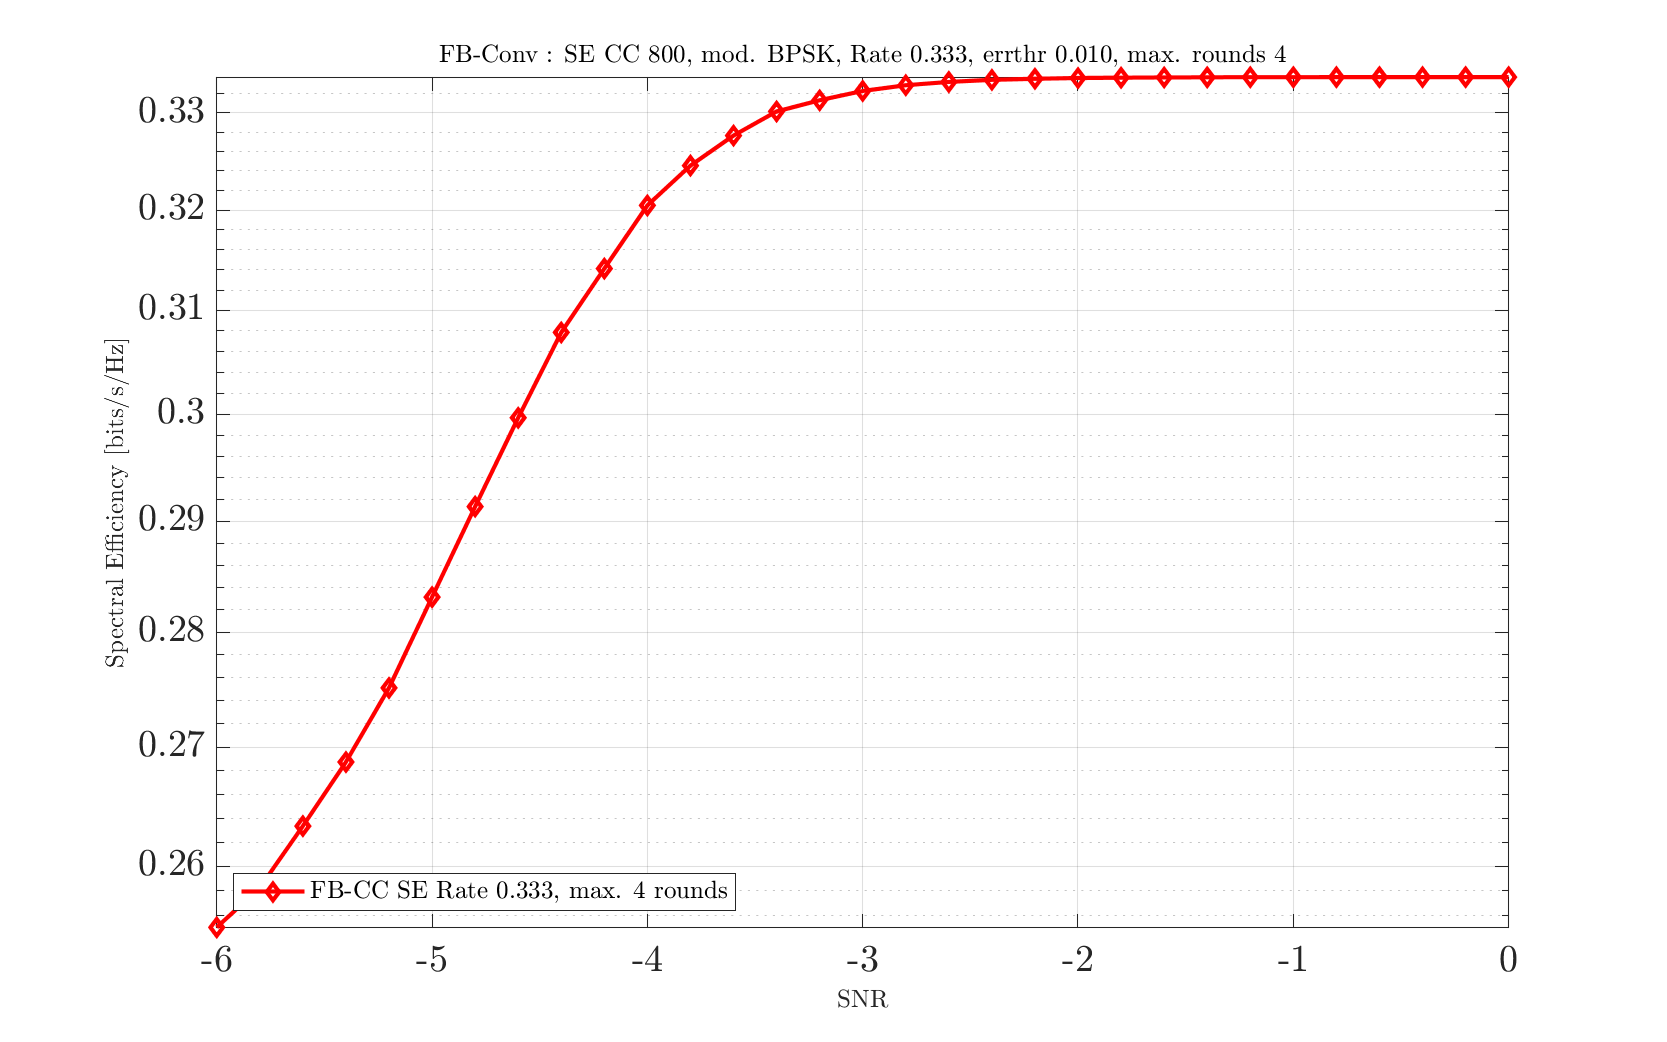 FB-Conv : SE CC 800, mod. BPSK, Rate 0.333, errthr 0.010, max. rounds 4
Spectral Efficiency [bits/s/Hz]
0.33
0.32
0.31
0.3
0.29
0.28
0.27
0.26
FB-CC SE Rate 0.333, max. 4 rounds
-6 -5 -4 -3 -2 -1 0
SNR